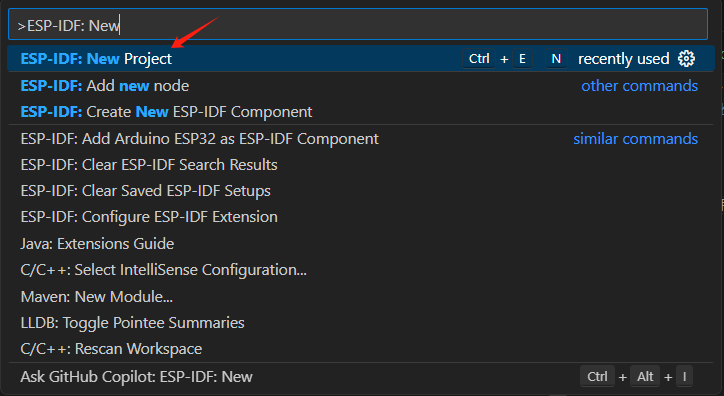 >ESP-IDF: New
ESP-IDF: New Project Ctrl + E N recently used
ESP-IDF: Add new node other commands
ESP-IDF: Create New ESP-IDF Component
ESP-IDF: Add Arduino ESP32 as ESP-IDF Component similar commands
ESP-IDF: Clear ESP-IDF Search Results
ESP-IDF: Clear Saved ESP-IDF Setups
ESP-IDF: Configure ESP-IDF Extension
Java: Extensions Guide
C/C++: Select IntelliSense Configuration...
Maven: New Module...
LLDB: Toggle Pointee Summaries
C/C++: Rescan Workspace
Ask GitHub Copilot: ESP-IDF: New Ctrl + Alt + I